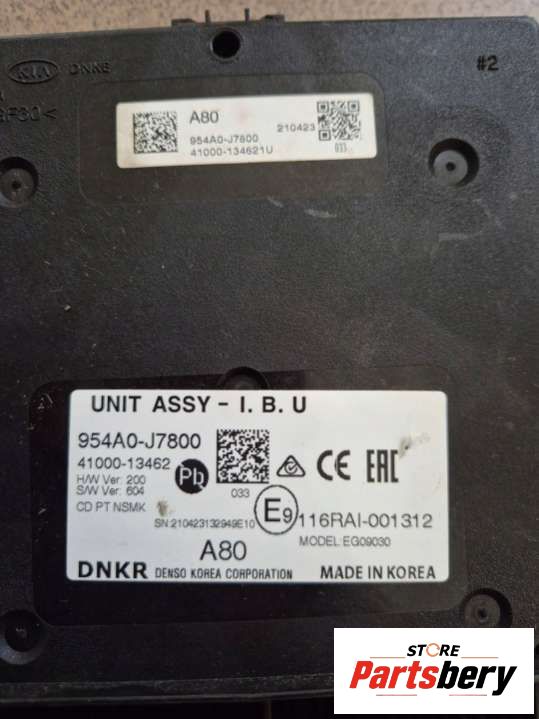 KIA DNKE
#2
A80
954A0-J7800
41000-134621U
210423
033
UNIT ASSY - I. B. U
954A0-J7800
41000-13462
H/W Ver: 200
S/W Ver: 604
CD PT NSMK
Pb
033
CE EAC
SN:210423132949E10
E9 116RAI-001312
MODEL:EG09030
A80
DNKR DENSO KOREA CORPORATION
MADE IN KOREA
STORE
Partsbery